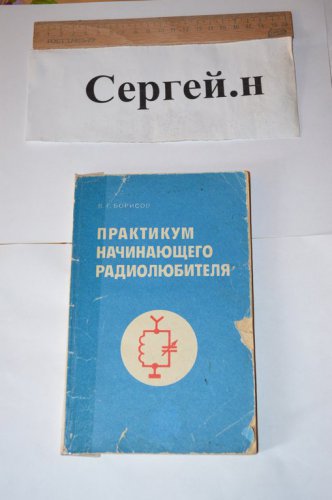 Сергей.н
В. Г. БОРИСОВ
ПРАКТИКУМ
НАЧИНАЮЩЕГО
РАДИОЛЮБИТЕЛЯ